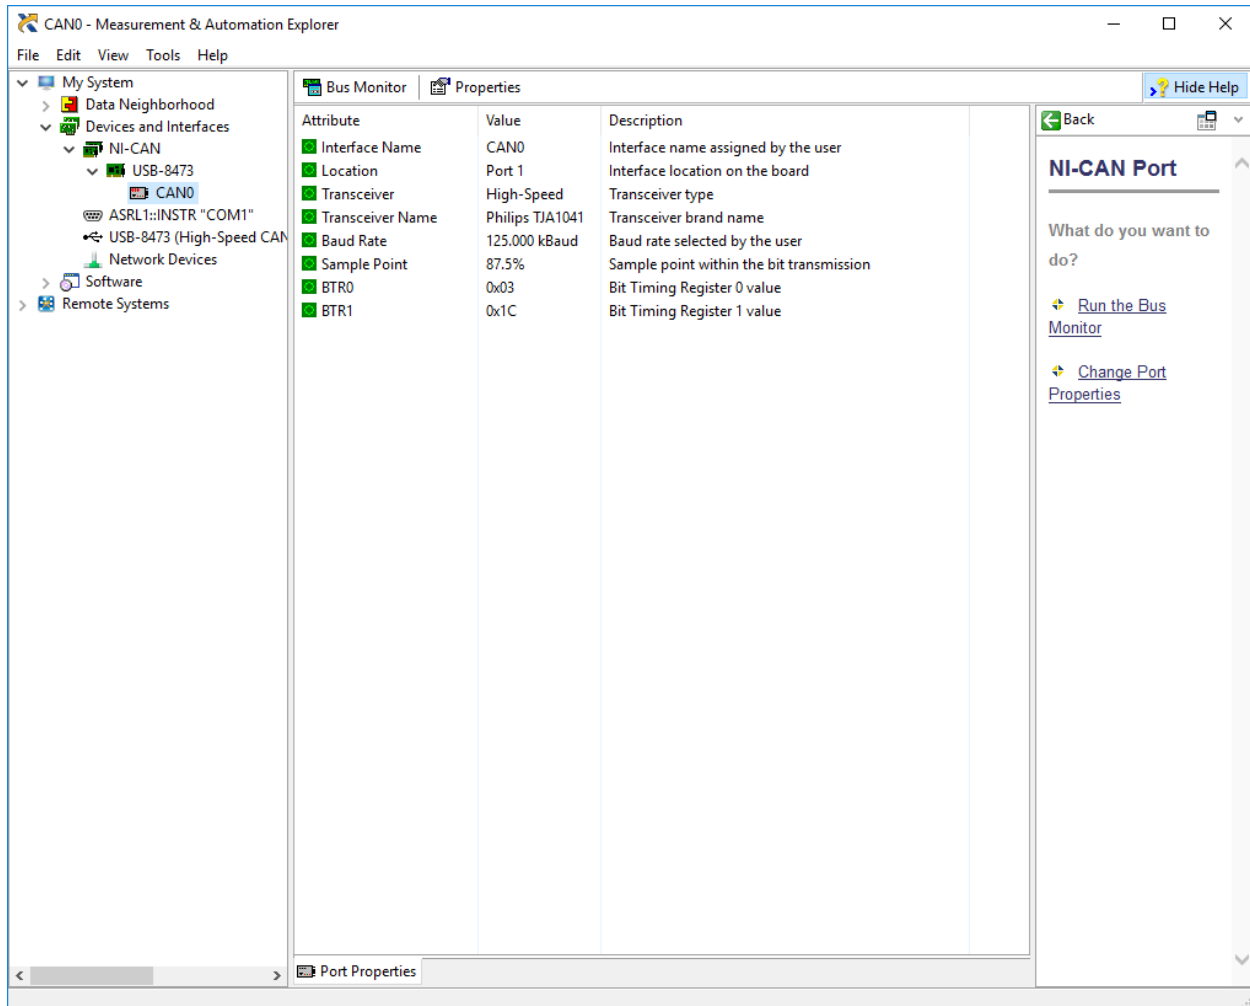 CAN0 - Measurement & Automation Explorer
File Edit View Tools Help
My System
Data Neighborhood
Devices and Interfaces
NI-CAN
USB-8473
CAN0
ASRL1::INSTR "COM1"
USB-8473 (High-Speed CAN
Network Devices
Software
Remote Systems
Bus Monitor Properties
Hide Help
Attribute Value Description
Interface Name CAN0 Interface name assigned by the user
Location Port 1 Interface location on the board
Transceiver High-Speed Transceiver type
Transceiver Name Philips TJA1041 Transceiver brand name
Baud Rate 125.000 kBaud Baud rate selected by the user
Sample Point 87.5% Sample point within the bit transmission
BTR0 0x03 Bit Timing Register 0 value
BTR1 0x1C Bit Timing Register 1 value
Port Properties
Back
NI-CAN Port
What do you want to
do?
Run the Bus
Monitor
Change Port
Properties